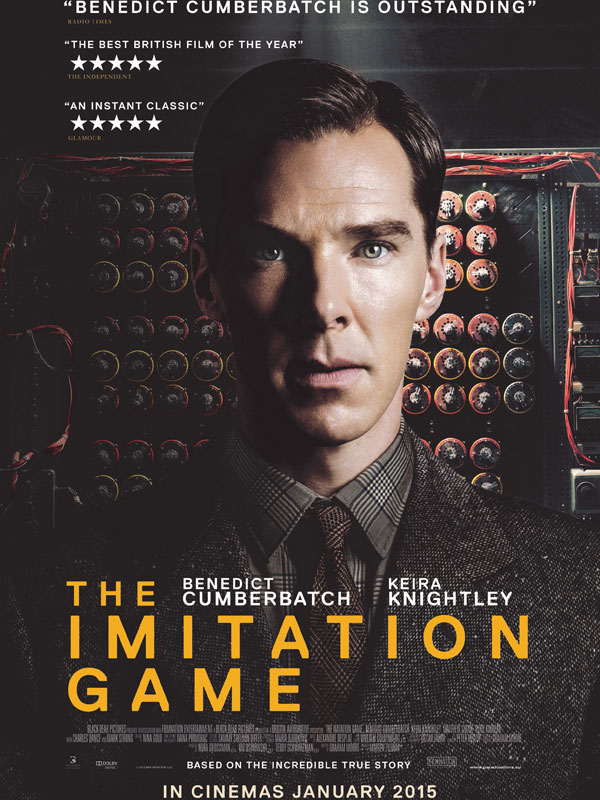 “BENEDICT CUMBERBATCH IS OUTSTANDING”
RADIO TIMES
“THE BEST BRITISH FILM OF THE YEAR”
★★★★★
THE INDEPENDENT
“AN INSTANT CLASSIC”
★★★★★
GLAMOUR
BENEDICT CUMBERBATCH
KEIRA KNIGHTLEY
THE
IMITATION
GAME
BASED ON THE INCREDIBLE TRUE STORY
IN CINEMAS JANUARY 2015